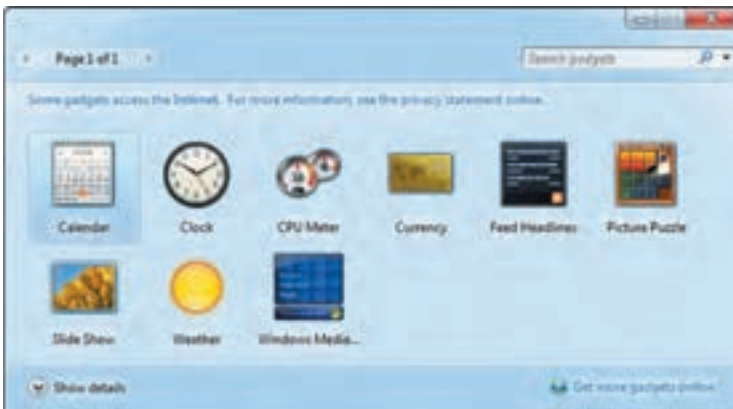 Page 1 of 1
Search gadgets
Some gadgets access the Internet. For more information, see the privacy statement online.
Calendar Clock CPU Meter Currency Feed Headlines Picture Puzzle
Slide Show Weather Windows Media...
Show details Get more gadgets online